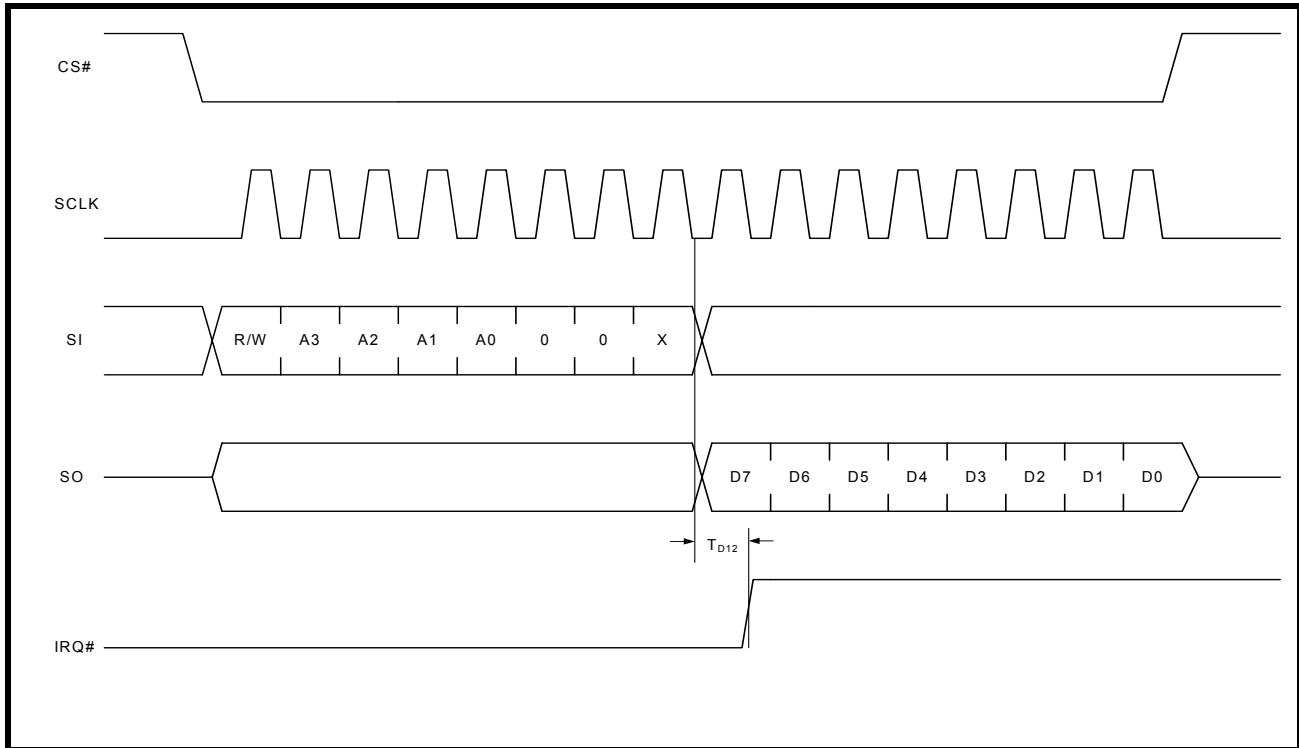 CS#
SCLK
SI
R/W A3 A2 A1 A0 0 0 X
SO
D7 D6 D5 D4 D3 D2 D1 D0
TD12
IRQ#